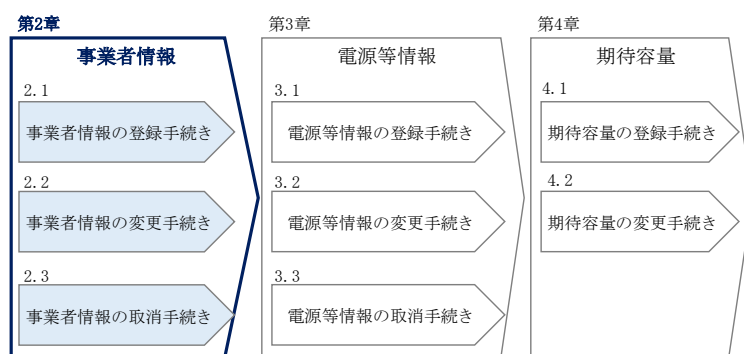 第2章
事業者情報
2.1
事業者情報の登録手続き
2.2
事業者情報の変更手続き
2.3
事業者情報の取消手続き
第3章
電源等情報
3.1
電源等情報の登録手続き
3.2
電源等情報の変更手続き
3.3
電源等情報の取消手続き
第4章
期待容量
4.1
期待容量の登録手続き
4.2
期待容量の変更手続き